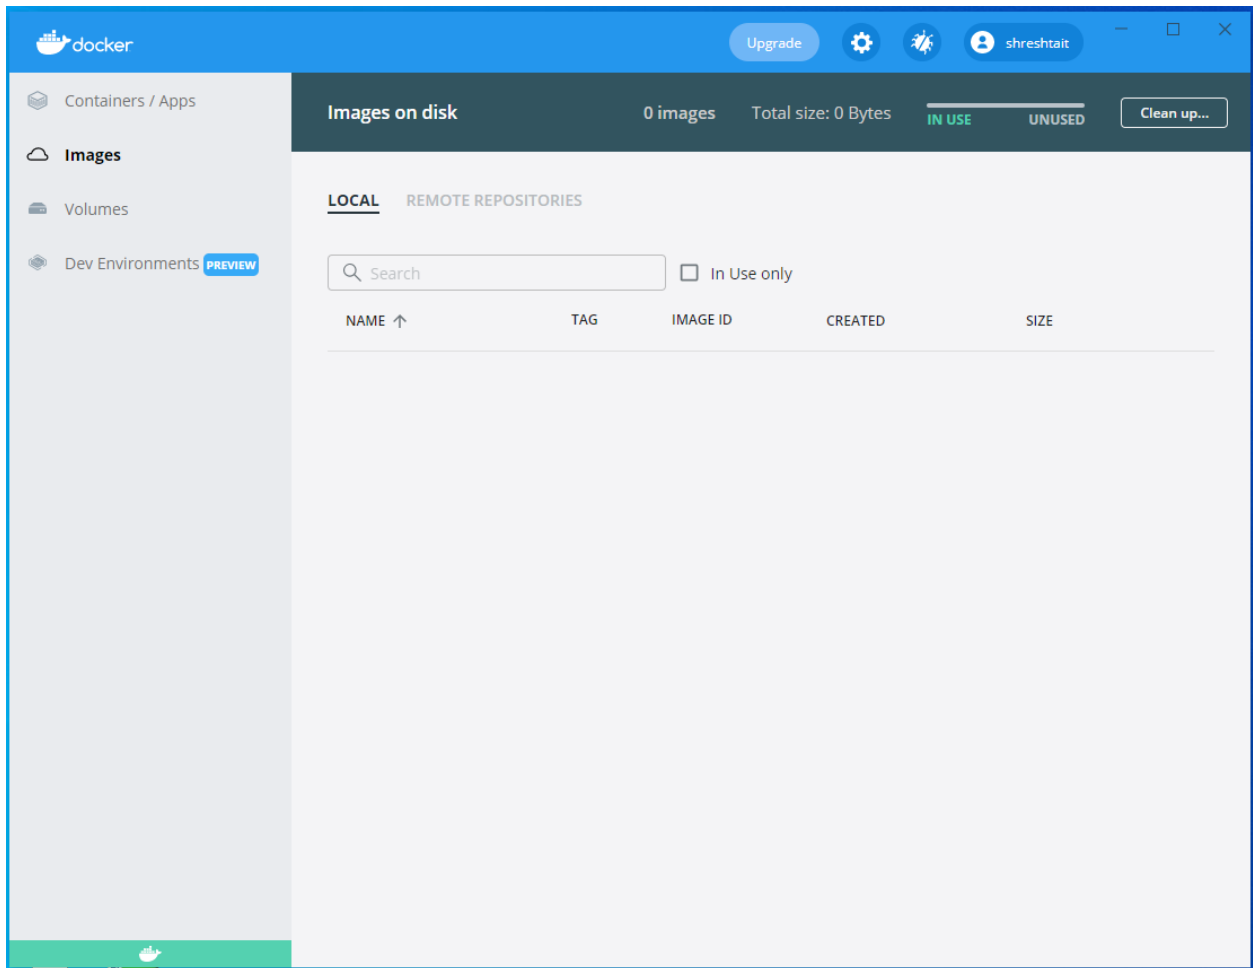 docker
Upgrade
shreshtait
Containers / Apps
Images
Volumes
Dev Environments PREVIEW
Images on disk
0 images
Total size: 0 Bytes
IN USE
UNUSED
Clean up...
LOCAL
REMOTE REPOSITORIES
Search
In Use only
NAME
TAG
IMAGE ID
CREATED
SIZE